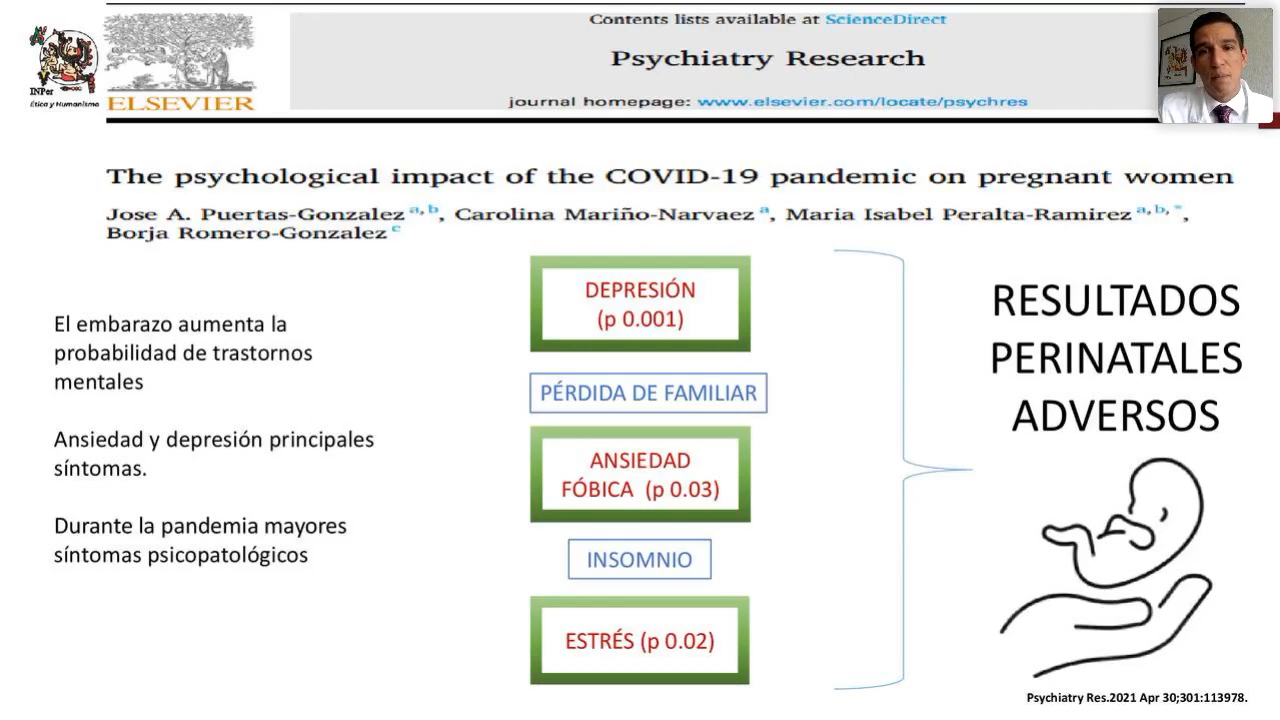 Contents lists available at ScienceDirect
Psychiatry Research
journal homepage: www.elsevier.com/locate/psychres
INPer
Ética y Humanismo
ELSEVIER
The psychological impact of the COVID-19 pandemic on pregnant women
Jose A. Puertas-Gonzalez a,b, Carolina Mariño-Narvaez a, Maria Isabel Peralta-Ramirez a,b,*,
Borja Romero-Gonzalez c
El embarazo aumenta la
probabilidad de trastornos
mentales
Ansiedad y depresión principales
síntomas.
Durante la pandemia mayores
síntomas psicopatológicos
DEPRESIÓN
(p 0.001)
PÉRDIDA DE FAMILIAR
ANSIEDAD
FÓBICA (p 0.03)
INSOMNIO
ESTRÉS (p 0.02)
RESULTADOS
PERINATALES
ADVERSOS
Psychiatry Res.2021 Apr 30;301:113978.